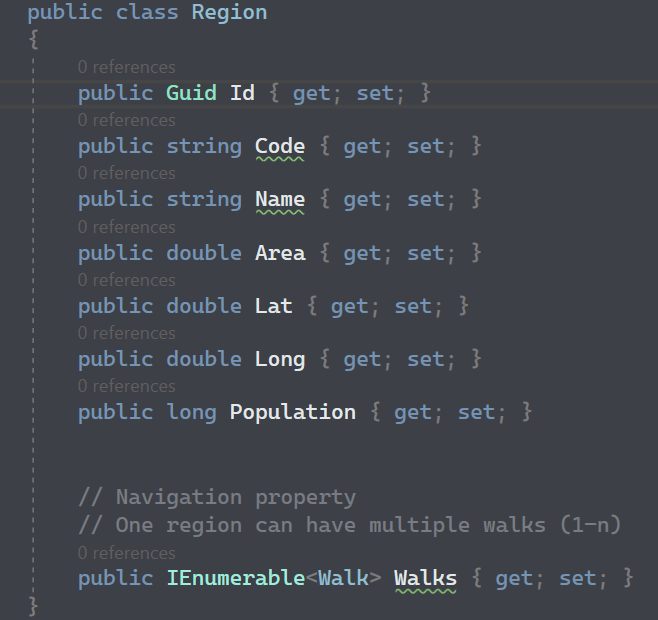 public class Region
{
0 references
public Guid Id { get; set; }
0 references
public string Code { get; set; }
0 references
public string Name { get; set; }
0 references
public double Area { get; set; }
0 references
public double Lat { get; set; }
0 references
public double Long { get; set; }
0 references
public long Population { get; set; }
// Navigation property
// One region can have multiple walks (1-n)
0 references
public IEnumerable<Walk> Walks { get; set; }
}